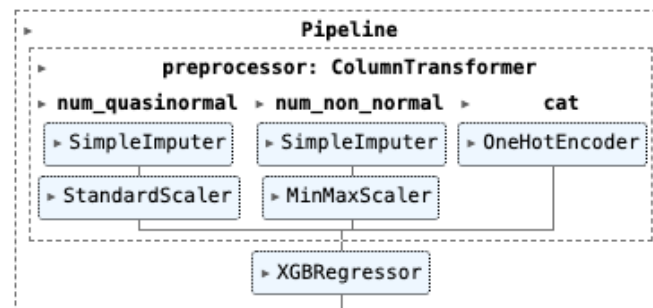 Pipeline
preprocessor: ColumnTransformer
num_quasinormal num_non_normal cat
SimpleImputer SimpleImputer OneHotEncoder
StandardScaler MinMaxScaler
XGBRegressor